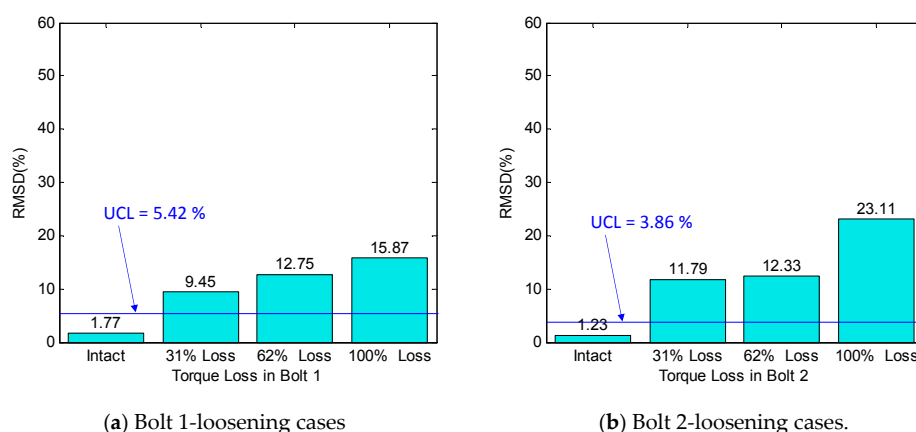 60
50
40
30
20
10
0
RMSD(%)
UCL = 5.42 %
1.77
9.45
12.75
15.87
Intact
31% Loss
62% Loss
100% Loss
Torque Loss in Bolt 1
(a) Bolt 1-loosening cases
60
50
40
30
20
10
0
RMSD(%)
UCL = 3.86 %
1.23
11.79
12.33
23.11
Intact
31% Loss
62% Loss
100% Loss
Torque Loss in Bolt 2
(b) Bolt 2-loosening cases.